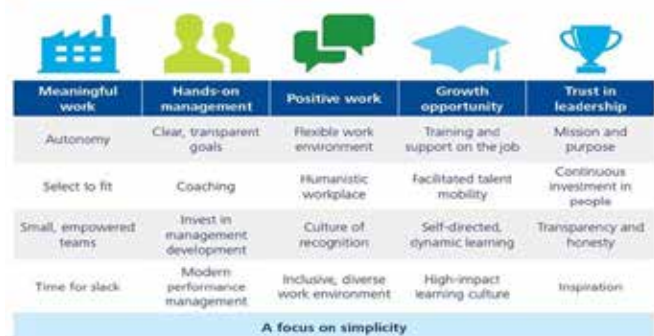 Meaningful work
Hands-on management
Positive work
Growth opportunity
Trust in leadership
Autonomy
Clear, transparent goals
Flexible work environment
Training and support on the job
Mission and purpose
Select to fit
Coaching
Humanistic workplace
Facilitated talent mobility
Continuous investment in people
Small, empowered teams
Invest in management development
Culture of recognition
Self-directed, dynamic learning
Transparency and honesty
Time for slack
Modern performance management
Inclusive, diverse work environment
High-impact learning culture
Inspiration
A focus on simplicity